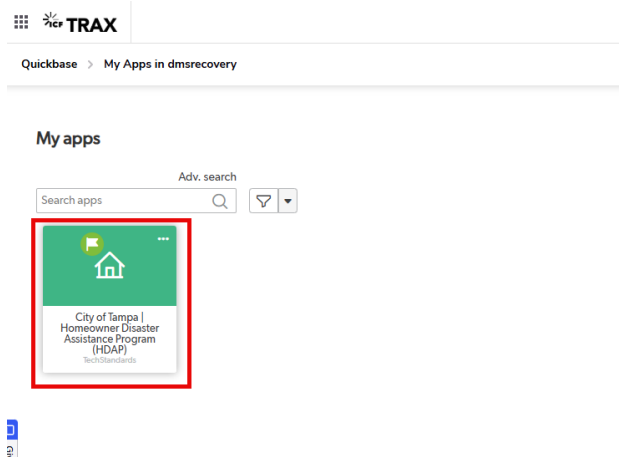 ICF TRAX
Quickbase > My Apps in dmsrecovery
My apps
Adv. search
Search apps
City of Tampa |
Homeowner Disaster
Assistance Program
(HDAP)
TechStandards